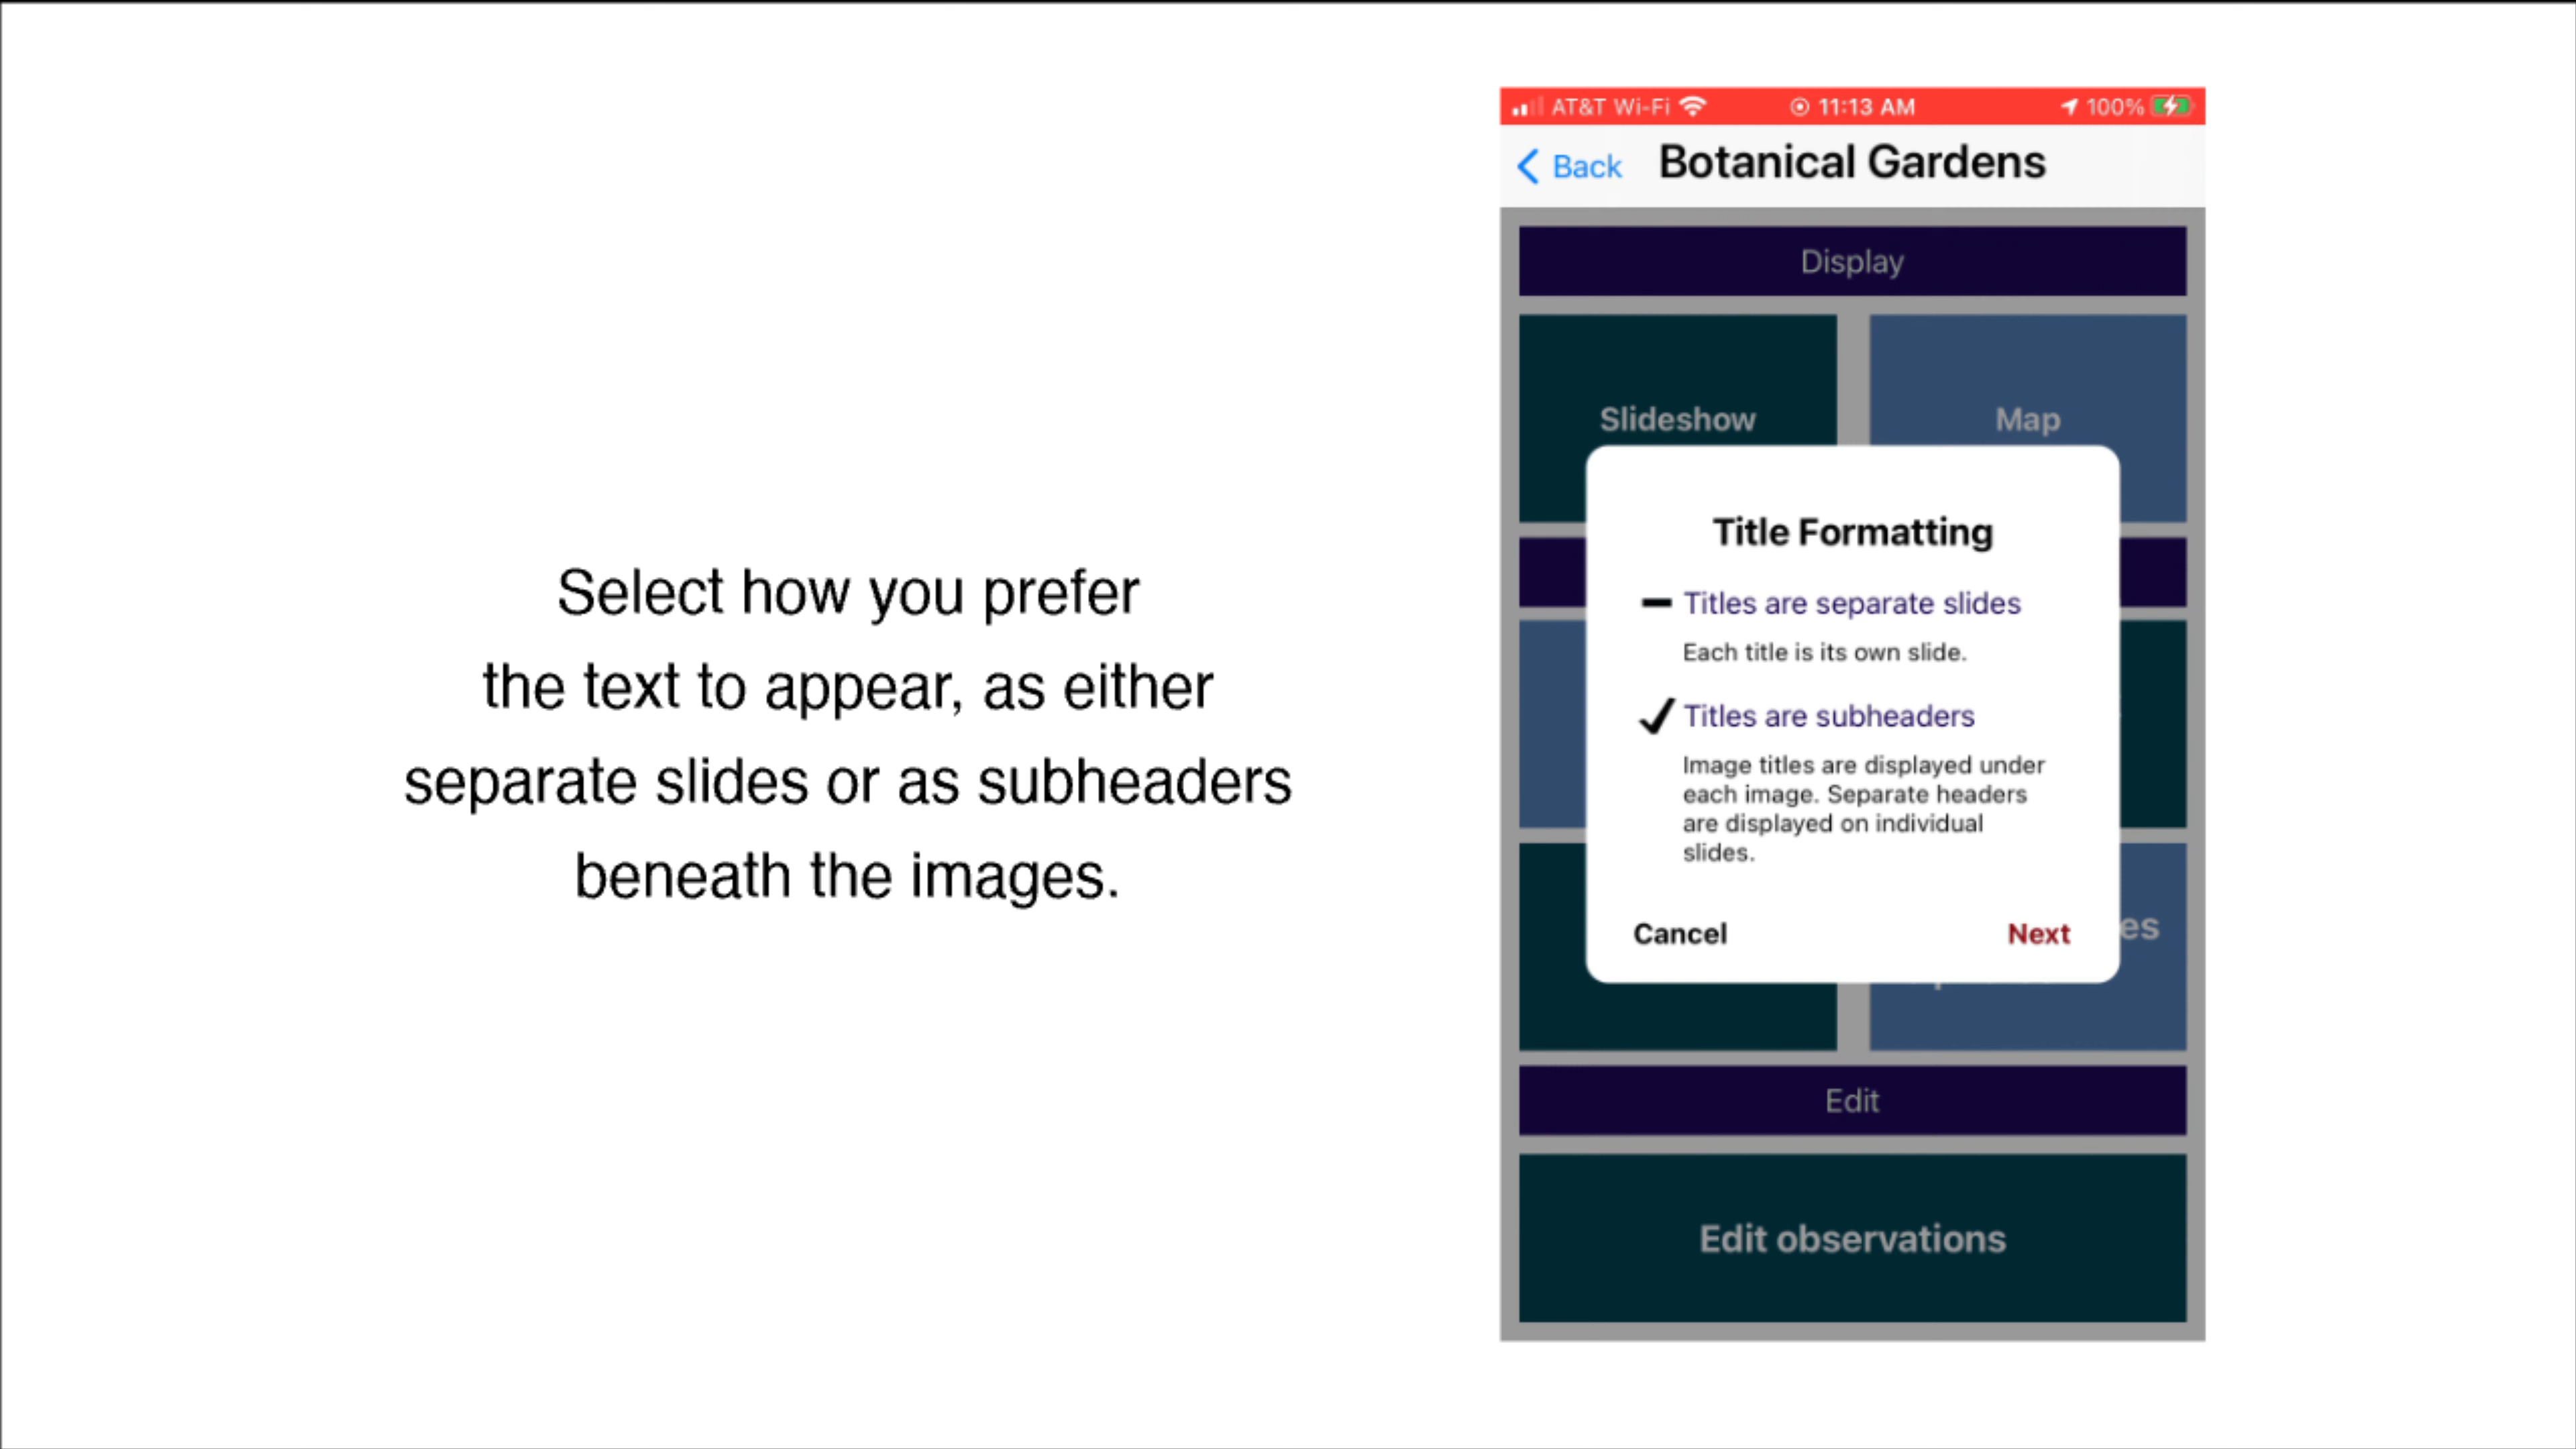 Select how you prefer
the text to appear, as either
separate slides or as subheaders
beneath the images.
AT&T Wi-Fi 11:13 AM 100%
Back Botanical Gardens
Display
Slideshow Map
Title Formatting
Titles are separate slides
Each title is its own slide.
Titles are subheaders
Image titles are displayed under
each image. Separate headers
are displayed on individual
slides.
Cancel Next
Edit
Edit observations